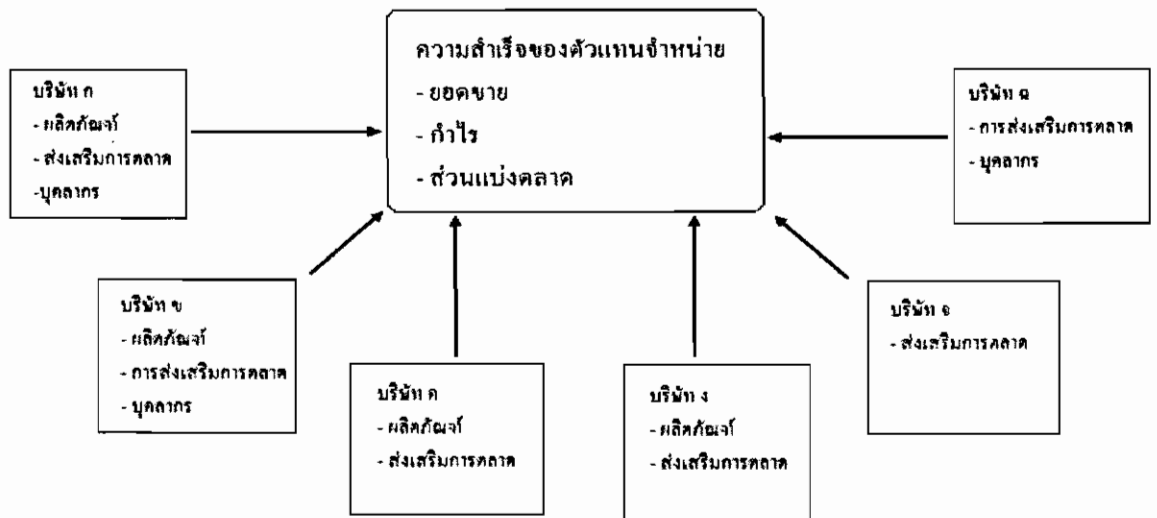 ความสำเร็จของตัวแทนจำหน่าย
- ยอดขาย
- กำไร
- ส่วนแบ่งตลาด
บริษัท ก
- ผลิตภัณฑ์
- ส่งเสริมการตลาด
-บุคลากร
บริษัท ฉ
- การส่งเสริมการตลาด
- บุคลากร
บริษัท ข
- ผลิตภัณฑ์
- การส่งเสริมการตลาด
- บุคลากร
บริษัท ค
- ผลิตภัณฑ์
- ส่งเสริมการตลาด
บริษัท ง
- ผลิตภัณฑ์
- ส่งเสริมการตลาด
บริษัท จ
- ส่งเสริมการตลาด